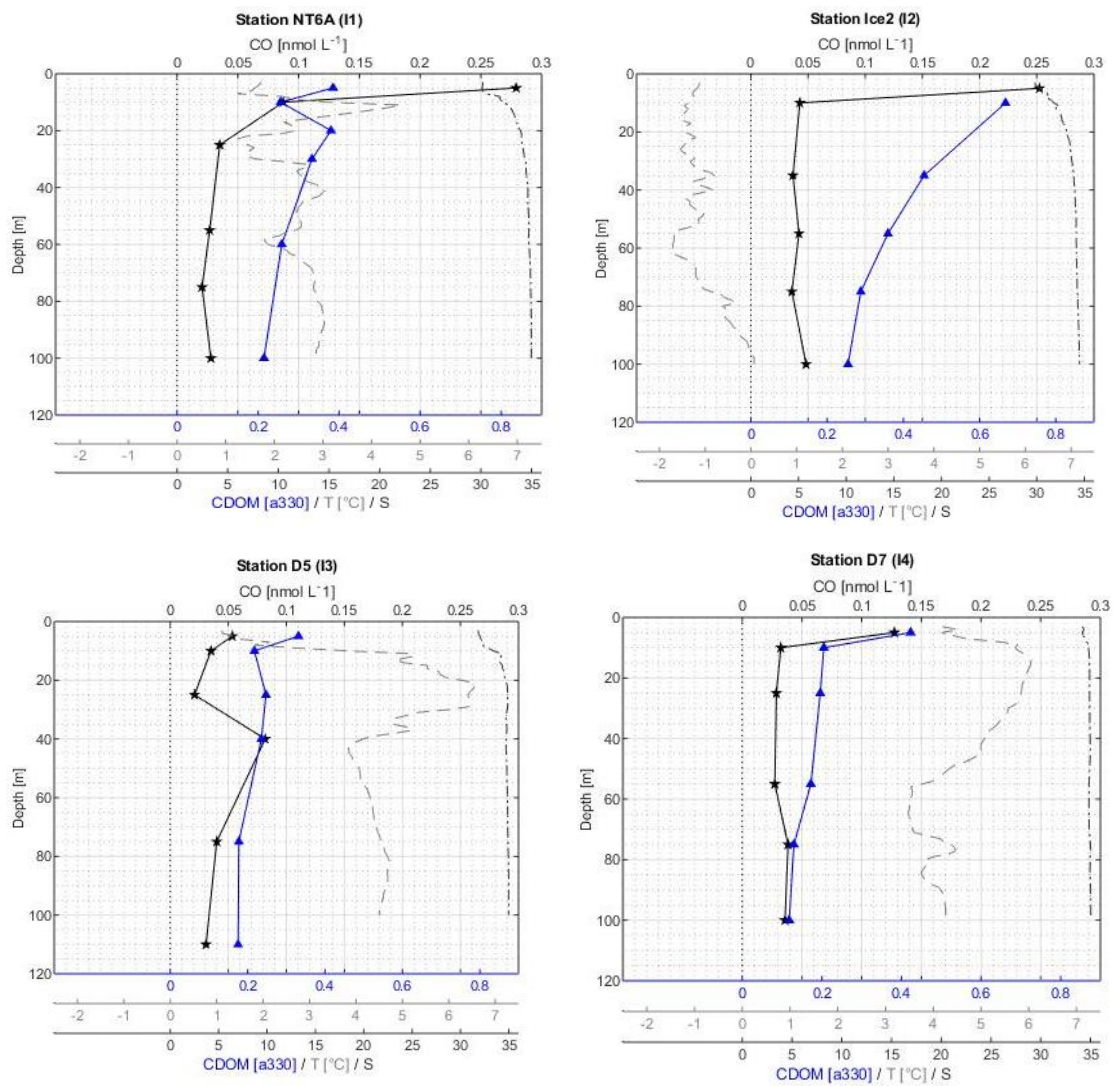 Station NT6A (I1)
CO [nmol L⁻¹]
0 0.05 0.1 0.15 0.2 0.25 0.3
0
20
40
60
80
100
120
Depth [m]
0 0.2 0.4 0.6 0.8
-2 -1 0 1 2 3 4 5 6 7
0 5 10 15 20 25 30 35
CDOM [a330] / T [°C] / S
Station Ice2 (I2)
CO [nmol L⁻1]
0 0.05 0.1 0.15 0.2 0.25 0.3
0
20
40
60
80
100
120
Depth [m]
0 0.2 0.4 0.6 0.8
-2 -1 0 1 2 3 4 5 6 7
0 5 10 15 20 25 30 35
CDOM [a330] / T [°C] / S
Station D5 (I3)
CO [nmol L⁻1]
0 0.05 0.1 0.15 0.2 0.25 0.3
0
20
40
60
80
100
120
Depth [m]
0 0.2 0.4 0.6 0.8
-2 -1 0 1 2 3 4 5 6 7
0 5 10 15 20 25 30 35
CDOM [a330] / T [°C] / S
Station D7 (I4)
CO [nmol L⁻1]
0 0.05 0.1 0.15 0.2 0.25 0.3
0
20
40
60
80
100
120
Depth [m]
0 0.2 0.4 0.6 0.8
-2 -1 0 1 2 3 4 5 6 7
0 5 10 15 20 25 30 35
CDOM [a330] / T [°C] / S